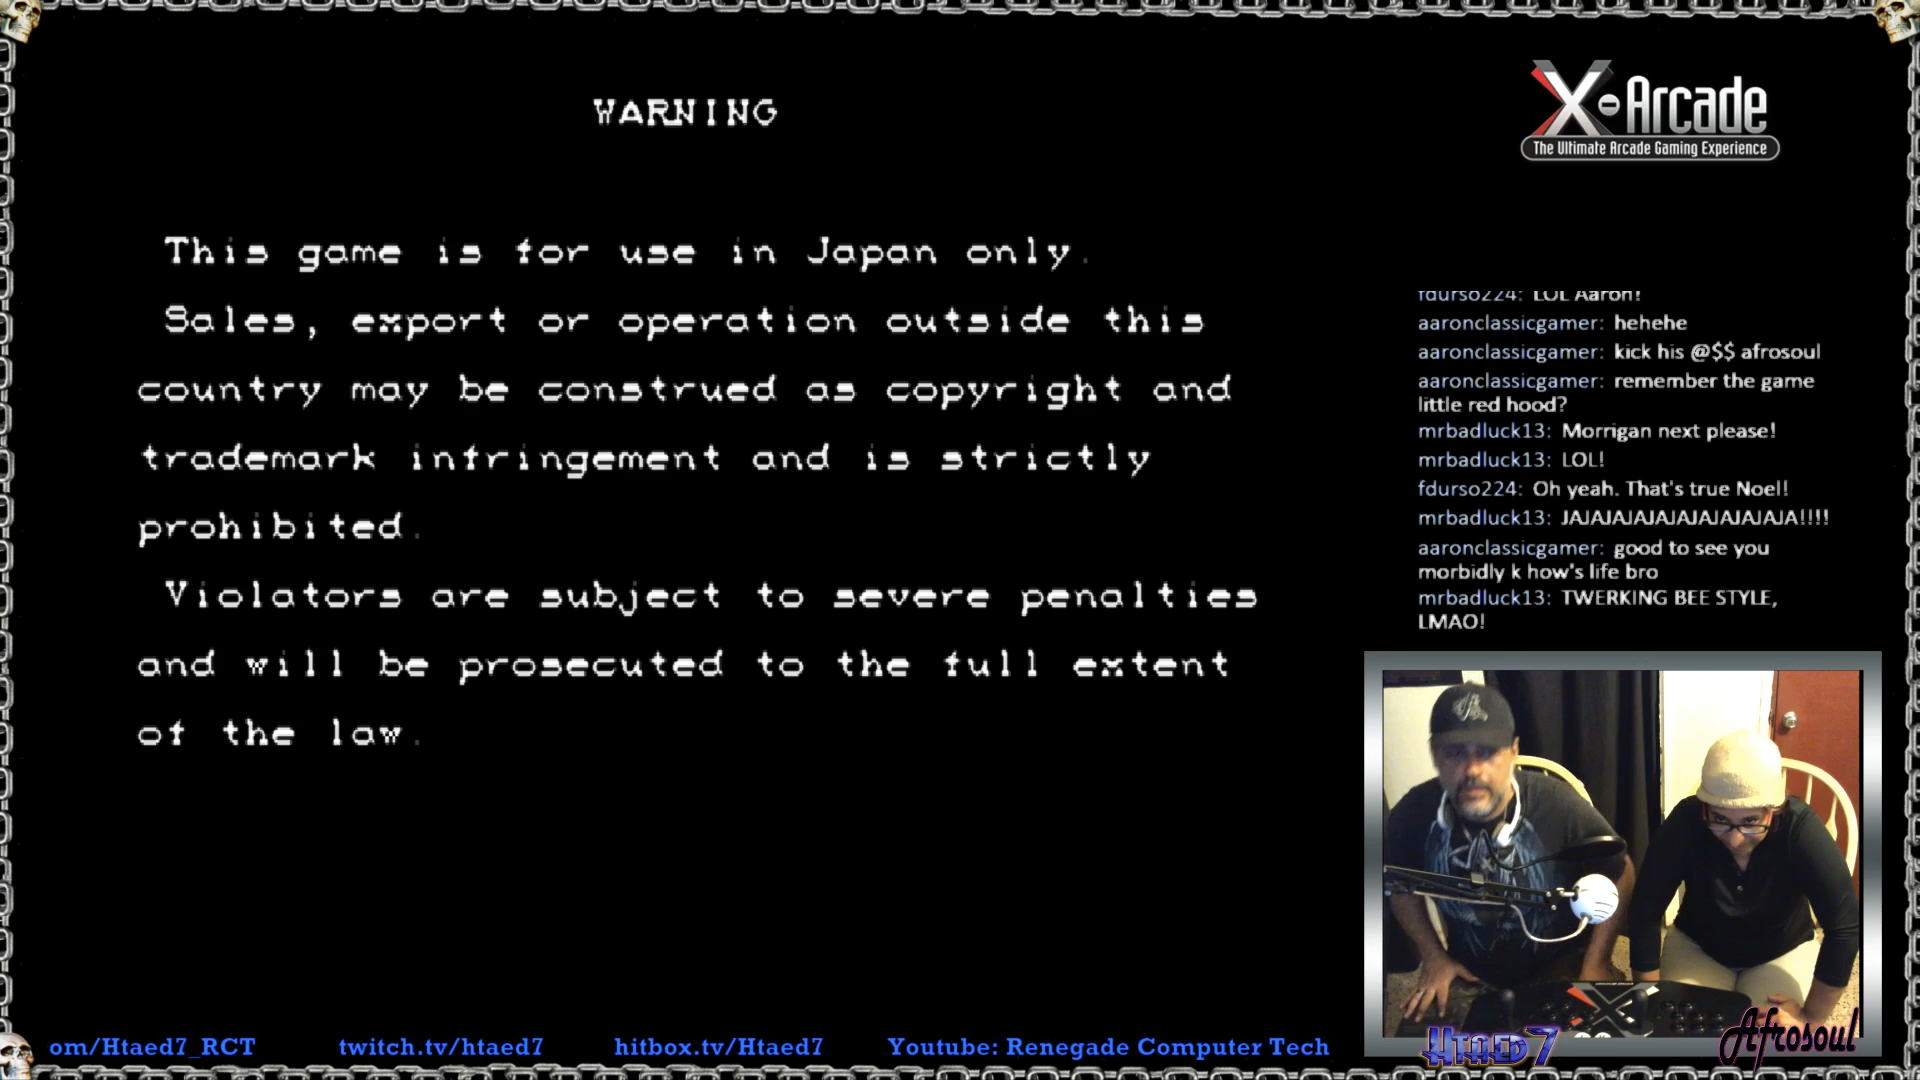 WARNING
This game is for use in Japan only.
Sales, export or operation outside this
country may be construed as copyright and
trademark infringement and is strictly
prohibited.
Violators are subject to severe penalties
and will be prosecuted to the full extent
of the law.
X-Arcade
The Ultimate Arcade Gaming Experience
fdurso224: LOL Aaron!
aaronclassicgamer: hehehe
aaronclassicgamer: kick his @$$ afrosoul
aaronclassicgamer: remember the game
little red hood?
mrbadluck13: Morrigan next please!
mrbadluck13: LOL!
fdurso224: Oh yeah. That's true Noel!
mrbadluck13: JAJAJAJAJAJAJAJAJAJAJA!!!!
aaronclassicgamer: good to see you
morbidly k how's life bro
mrbadluck13: TWERKING BEE STYLE,
LMAO!
Htaed7
Afrosoul
om/Htaed7_RCT twitch.tv/htaed7 hitbox.tv/Htaed7 Youtube: Renegade Computer Tech